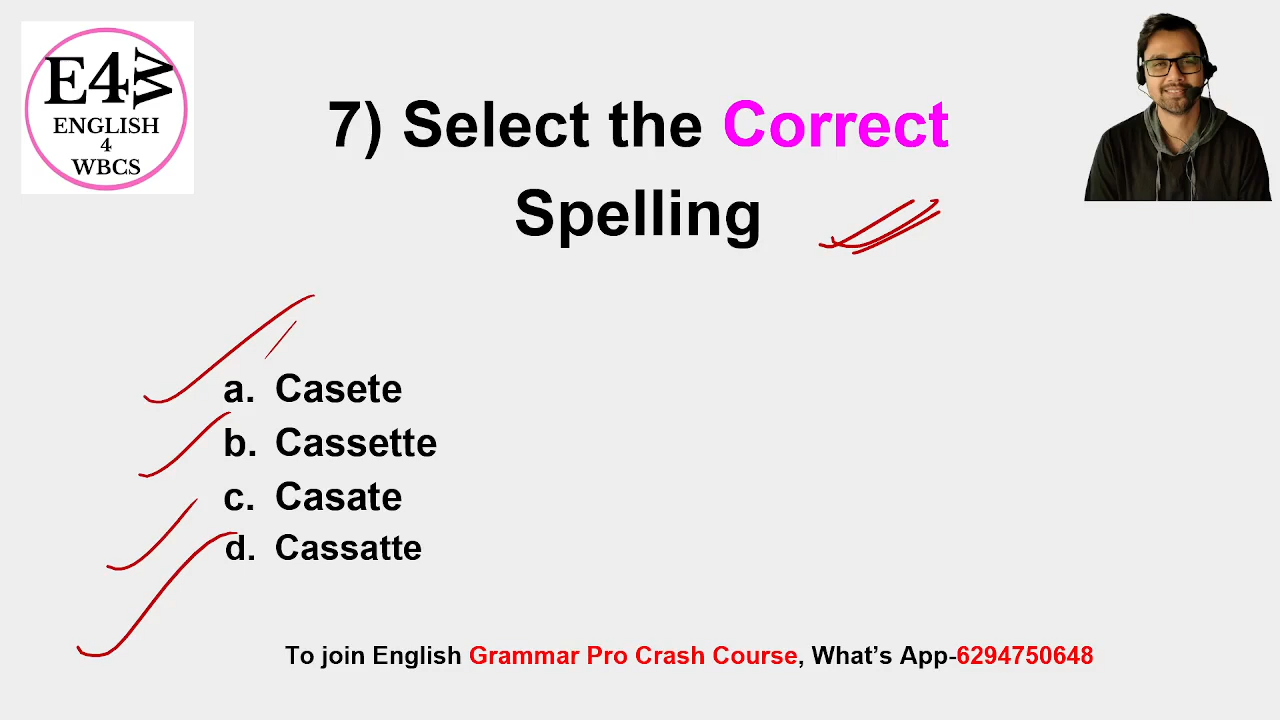 E4W
ENGLISH
4
WBCS
7) Select the Correct
Spelling
a. Casete
b. Cassette
c. Casate
d. Cassatte
To join English Grammar Pro Crash Course, What’s App-6294750648